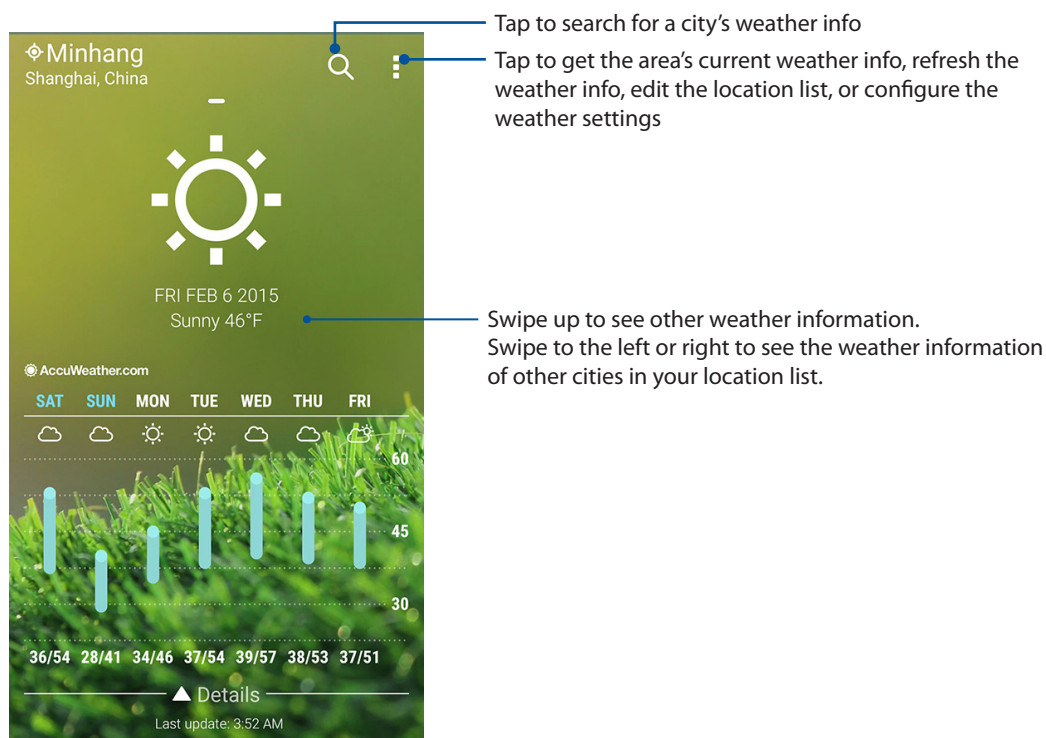 Tap to search for a city’s weather info
Tap to get the area’s current weather info, refresh the
weather info, edit the location list, or configure the
weather settings
Minhang
Shanghai, China
FRI FEB 6 2015
Sunny 46°F
Swipe up to see other weather information.
Swipe to the left or right to see the weather information
of other cities in your location list.
AccuWeather.com
SAT SUN MON TUE WED THU FRI
60
45
30
36/54 28/41 34/46 37/54 39/57 38/53 37/51
Details
Last update: 3:52 AM